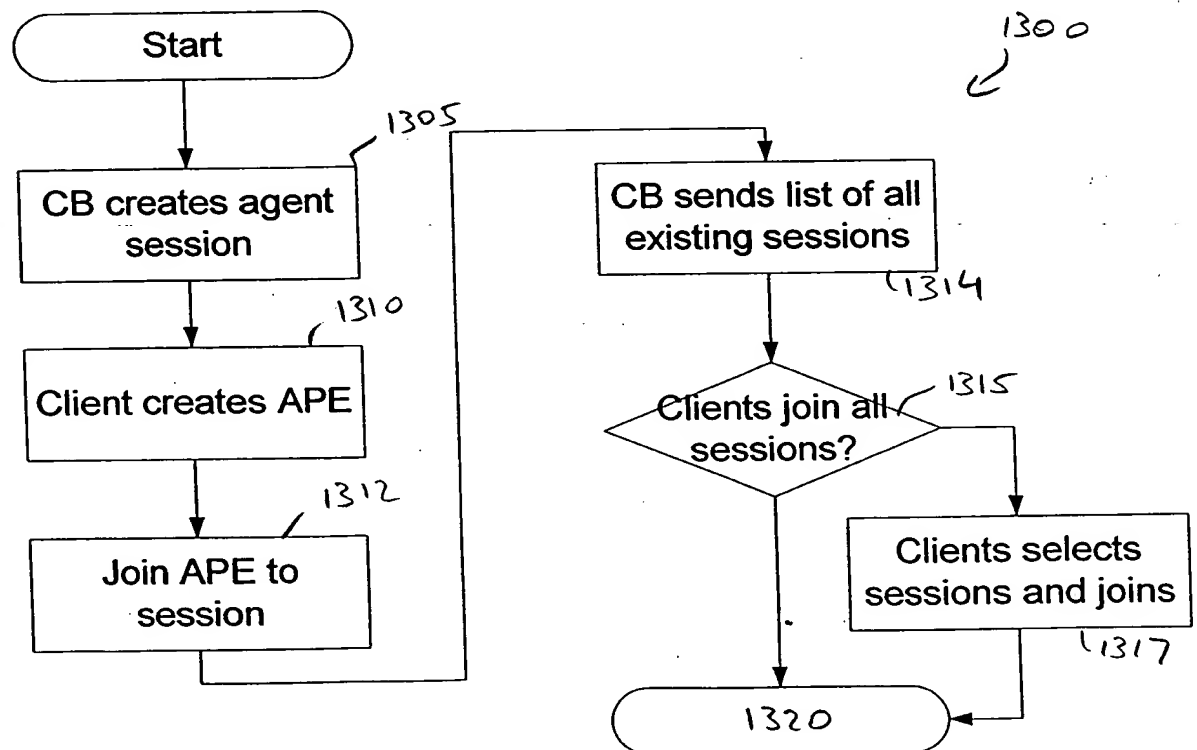 Start
1300
1305
CB creates agent
session
1310
Client creates APE
1312
Join APE to
session
CB sends list of all
existing sessions
1314
1315
Clients join all
sessions?
Clients selects
sessions and joins
1317
1320